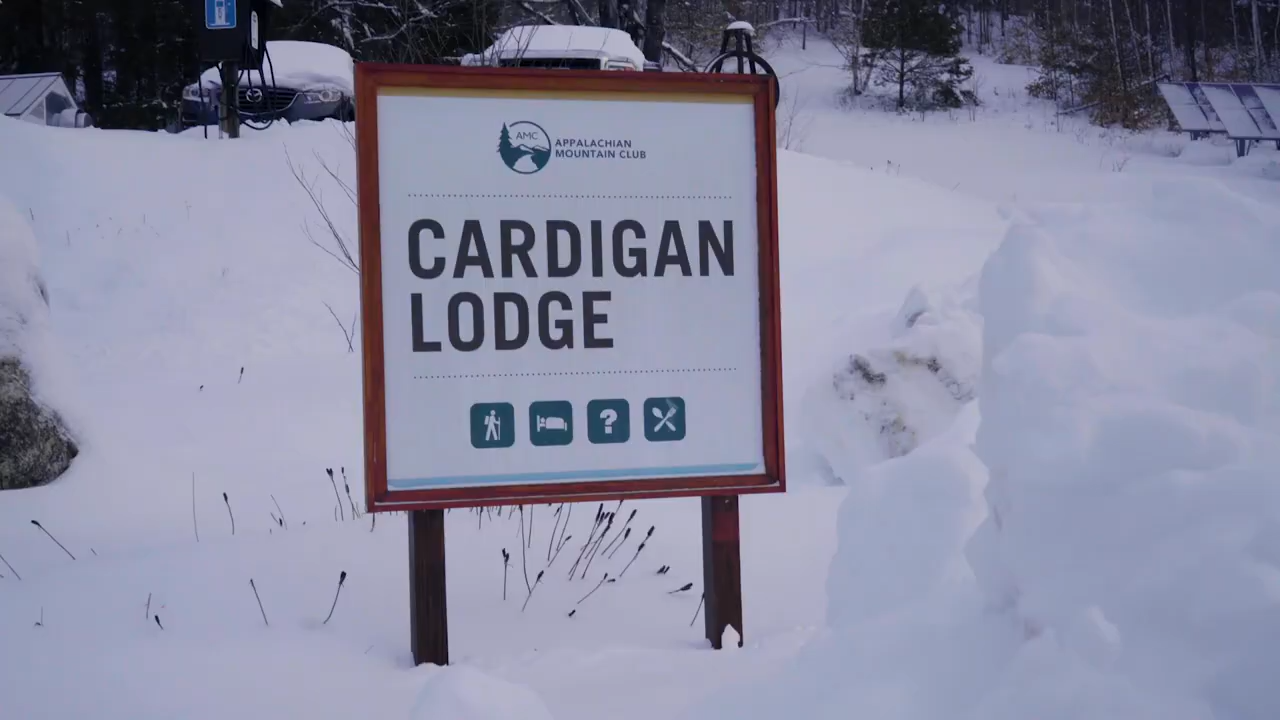 AMC
APPALACHIAN
MOUNTAIN CLUB
CARDIGAN
LODGE
?